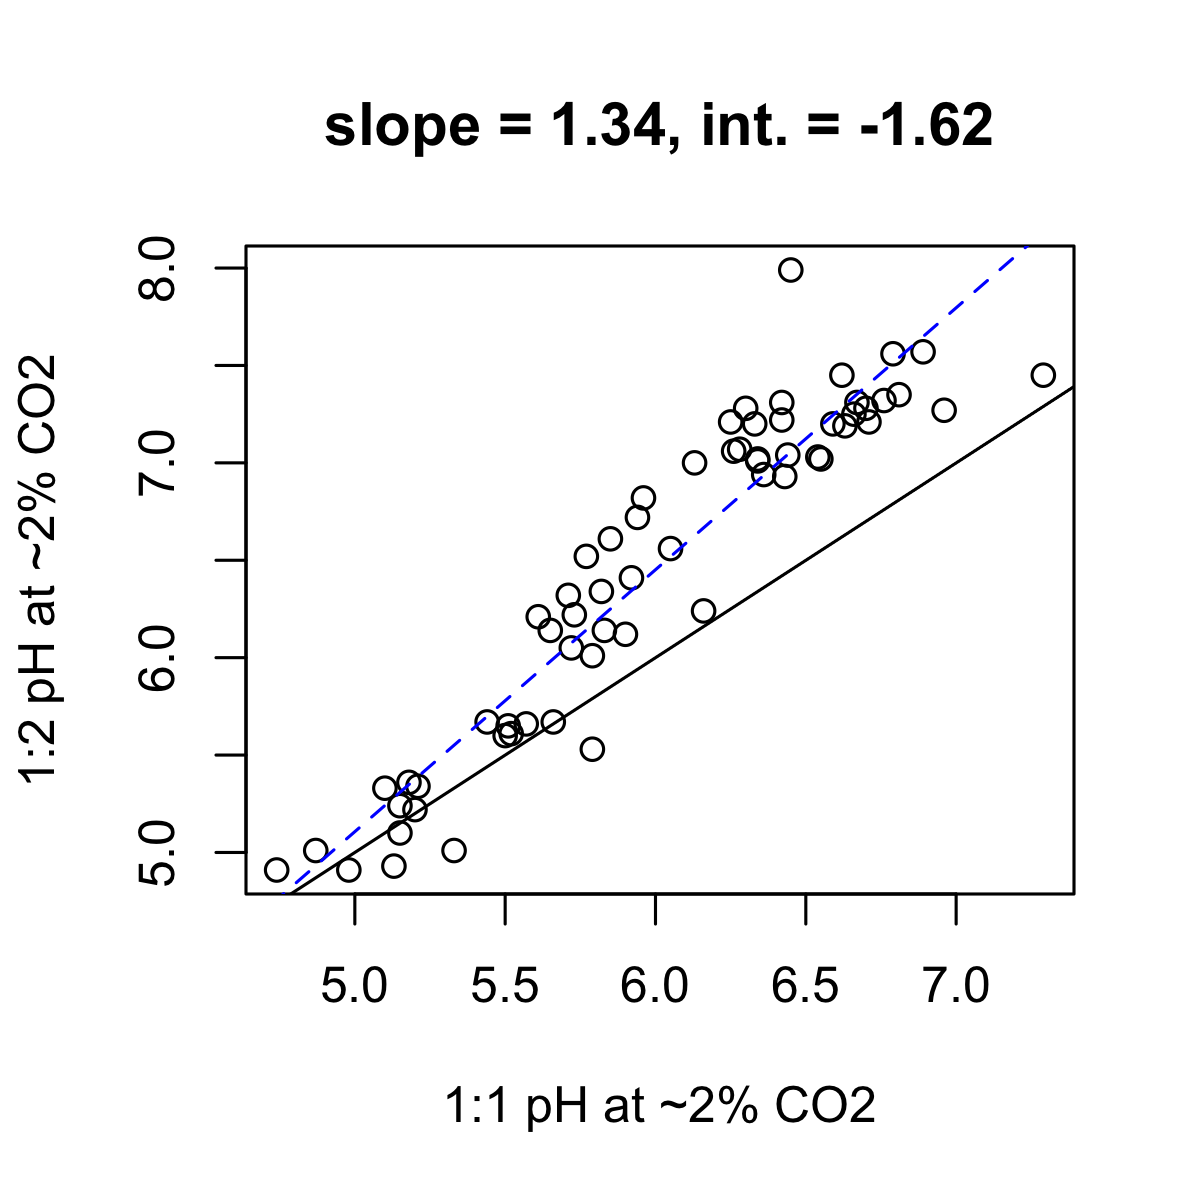 slope = 1.34, int. = -1.62
8.0
7.0
6.0
5.0
1:2 pH at ~2% CO2
5.0 5.5 6.0 6.5 7.0
1:1 pH at ~2% CO2